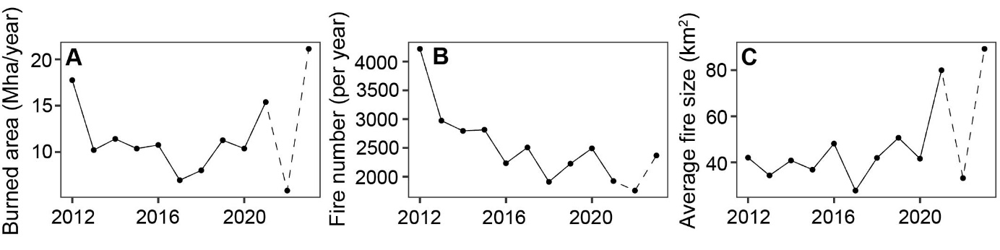 Burned area (Mha/year)
A
20
15
10
2012 2016 2020
Fire number (per year)
B
4000
3500
3000
2500
2000
2012 2016 2020
Average fire size (km²)
C
80
60
40
2012 2016 2020